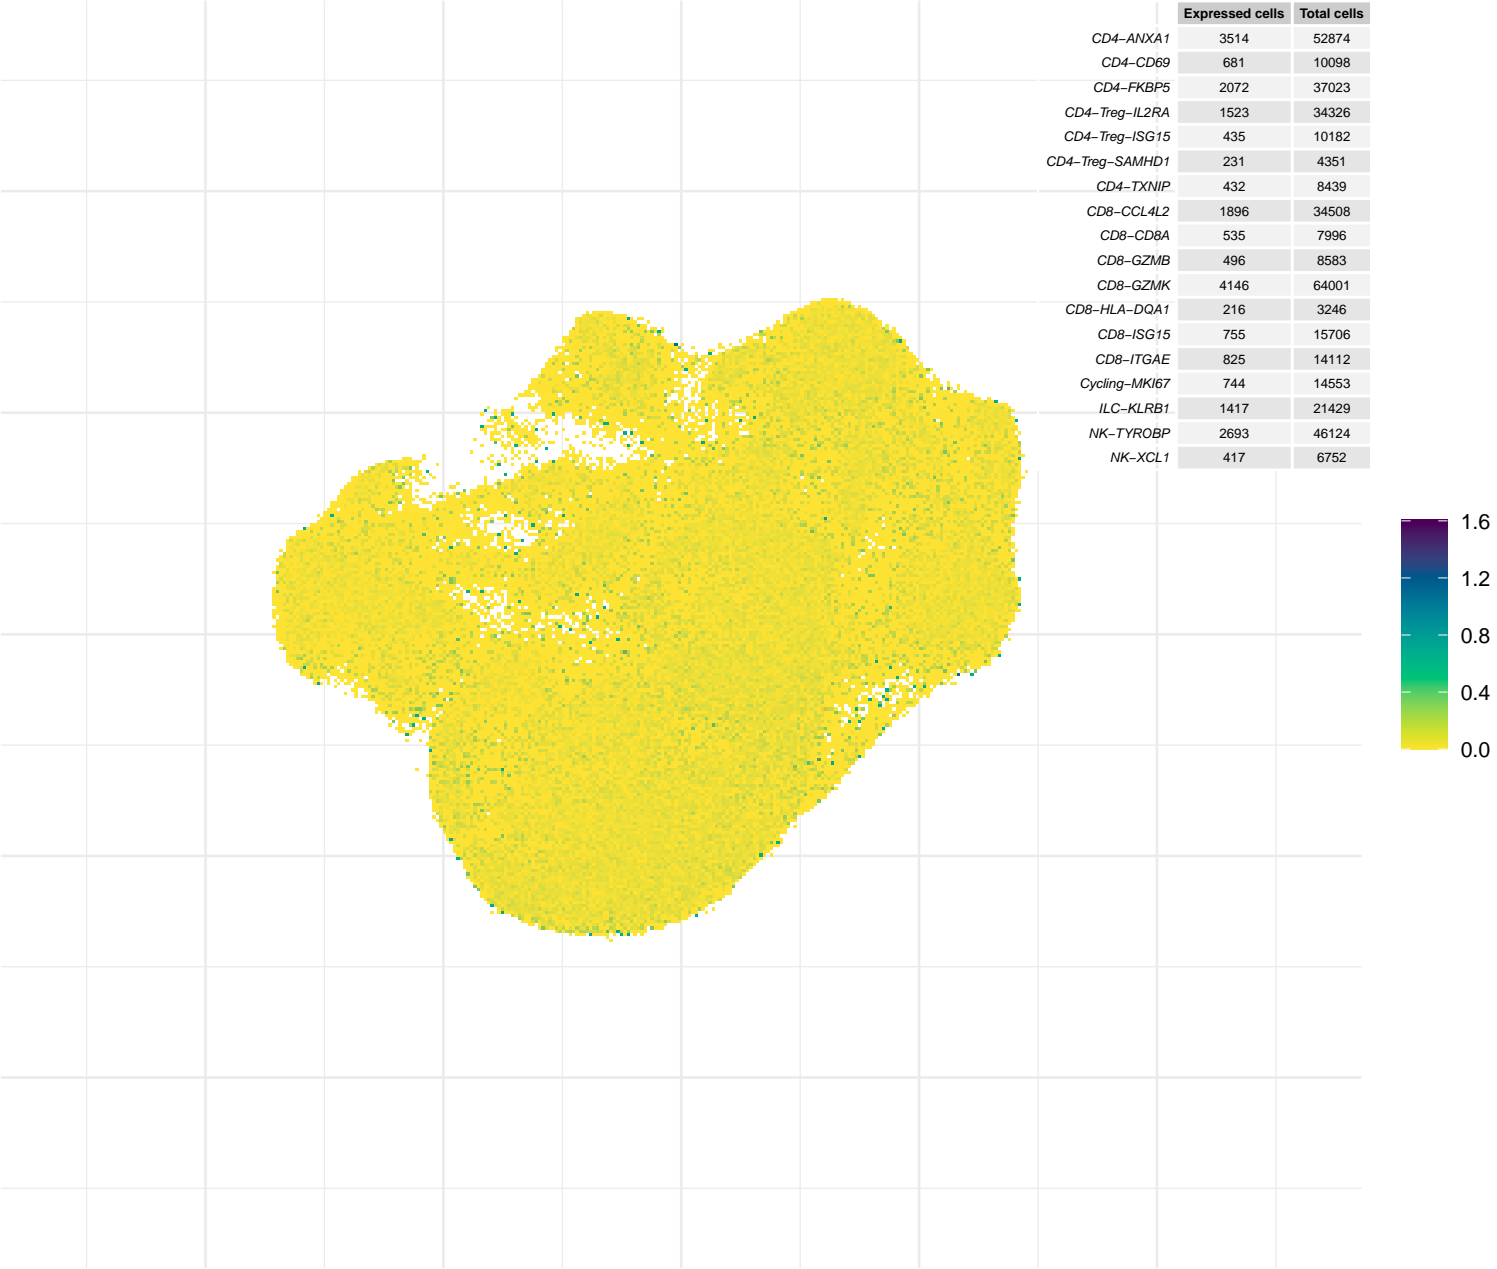 Expressed cells Total cells
CD4−ANXA1 3514 52874
CD4−CD69 681 10098
CD4−FKBP5 2072 37023
CD4−Treg−IL2RA 1523 34326
CD4−Treg−ISG15 435 10182
CD4−Treg−SAMHD1 231 4351
CD4−TXNIP 432 8439
CD8−CCL4L2 1896 34508
CD8−CD8A 535 7996
CD8−GZMB 496 8583
CD8−GZMK 4146 64001
CD8−HLA−DQA1 216 3246
CD8−ISG15 755 15706
CD8−ITGAE 825 14112
Cycling−MKI67 744 14553
ILC−KLRB1 1417 21429
NK−TYROBP 2693 46124
NK−XCL1 417 6752
1.6
1.2
0.8
0.4
0.0